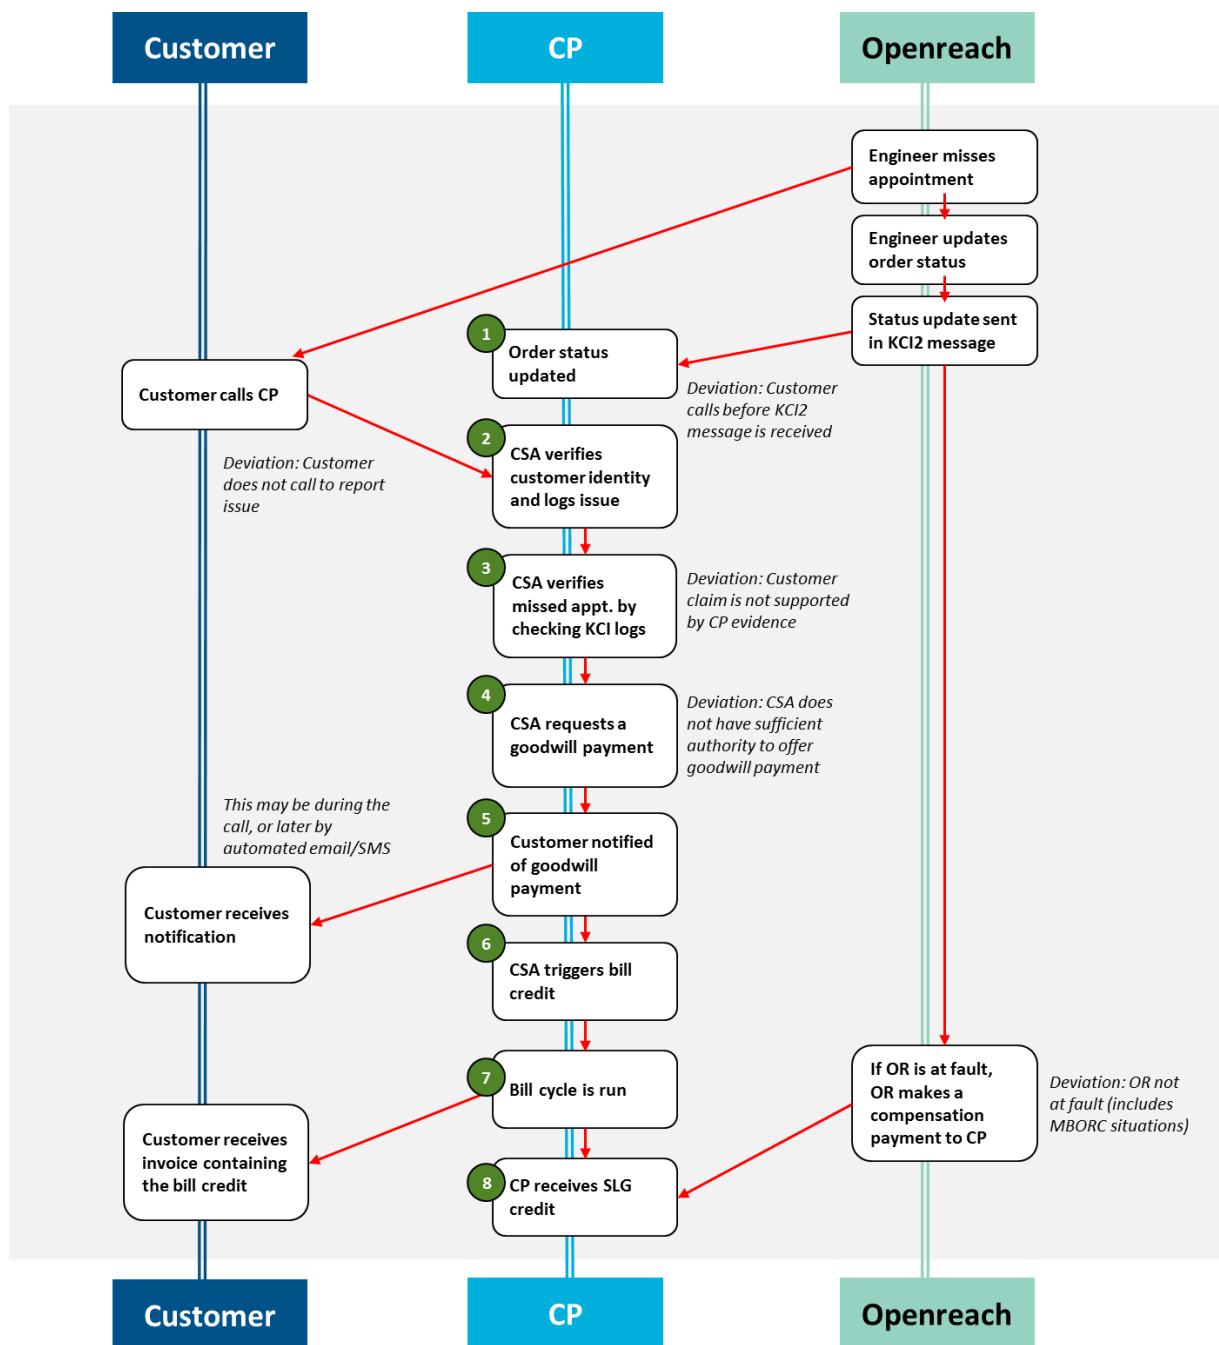 Customer
CP
Openreach
Engineer misses
appointment
Engineer updates
order status
Status update sent
in KCI2 message
1
Order status
updated
Customer calls CP
Deviation: Customer
calls before KCI2
message is received
2
CSA verifies
customer identity
and logs issue
Deviation: Customer
does not call to report
issue
3
CSA verifies
missed appt. by
checking KCI logs
Deviation: Customer
claim is not supported
by CP evidence
4
CSA requests a
goodwill payment
Deviation: CSA does
not have sufficient
authority to offer
goodwill payment
This may be during the
call, or later by
automated email/SMS
5
Customer notified
of goodwill
payment
Customer receives
notification
6
CSA triggers bill
credit
7
Bill cycle is run
If OR is at fault,
OR makes a
compensation
payment to CP
Deviation: OR not
at fault (includes
MBORC situations)
Customer receives
invoice containing
the bill credit
8
CP receives SLG
credit
Customer
CP
Openreach